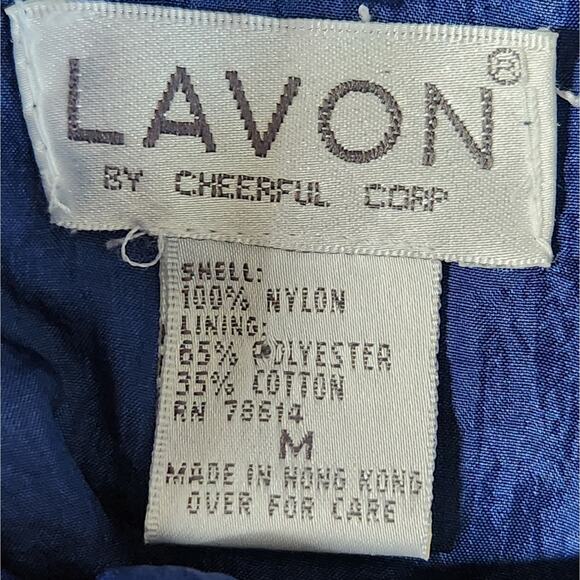 LAVON®
BY CHEERFUL CORP
SHELL:
100% NYLON
LINING:
65% POLYESTER
35% COTTON
RN 78614
M
MADE IN HONG KONG
OVER FOR CARE